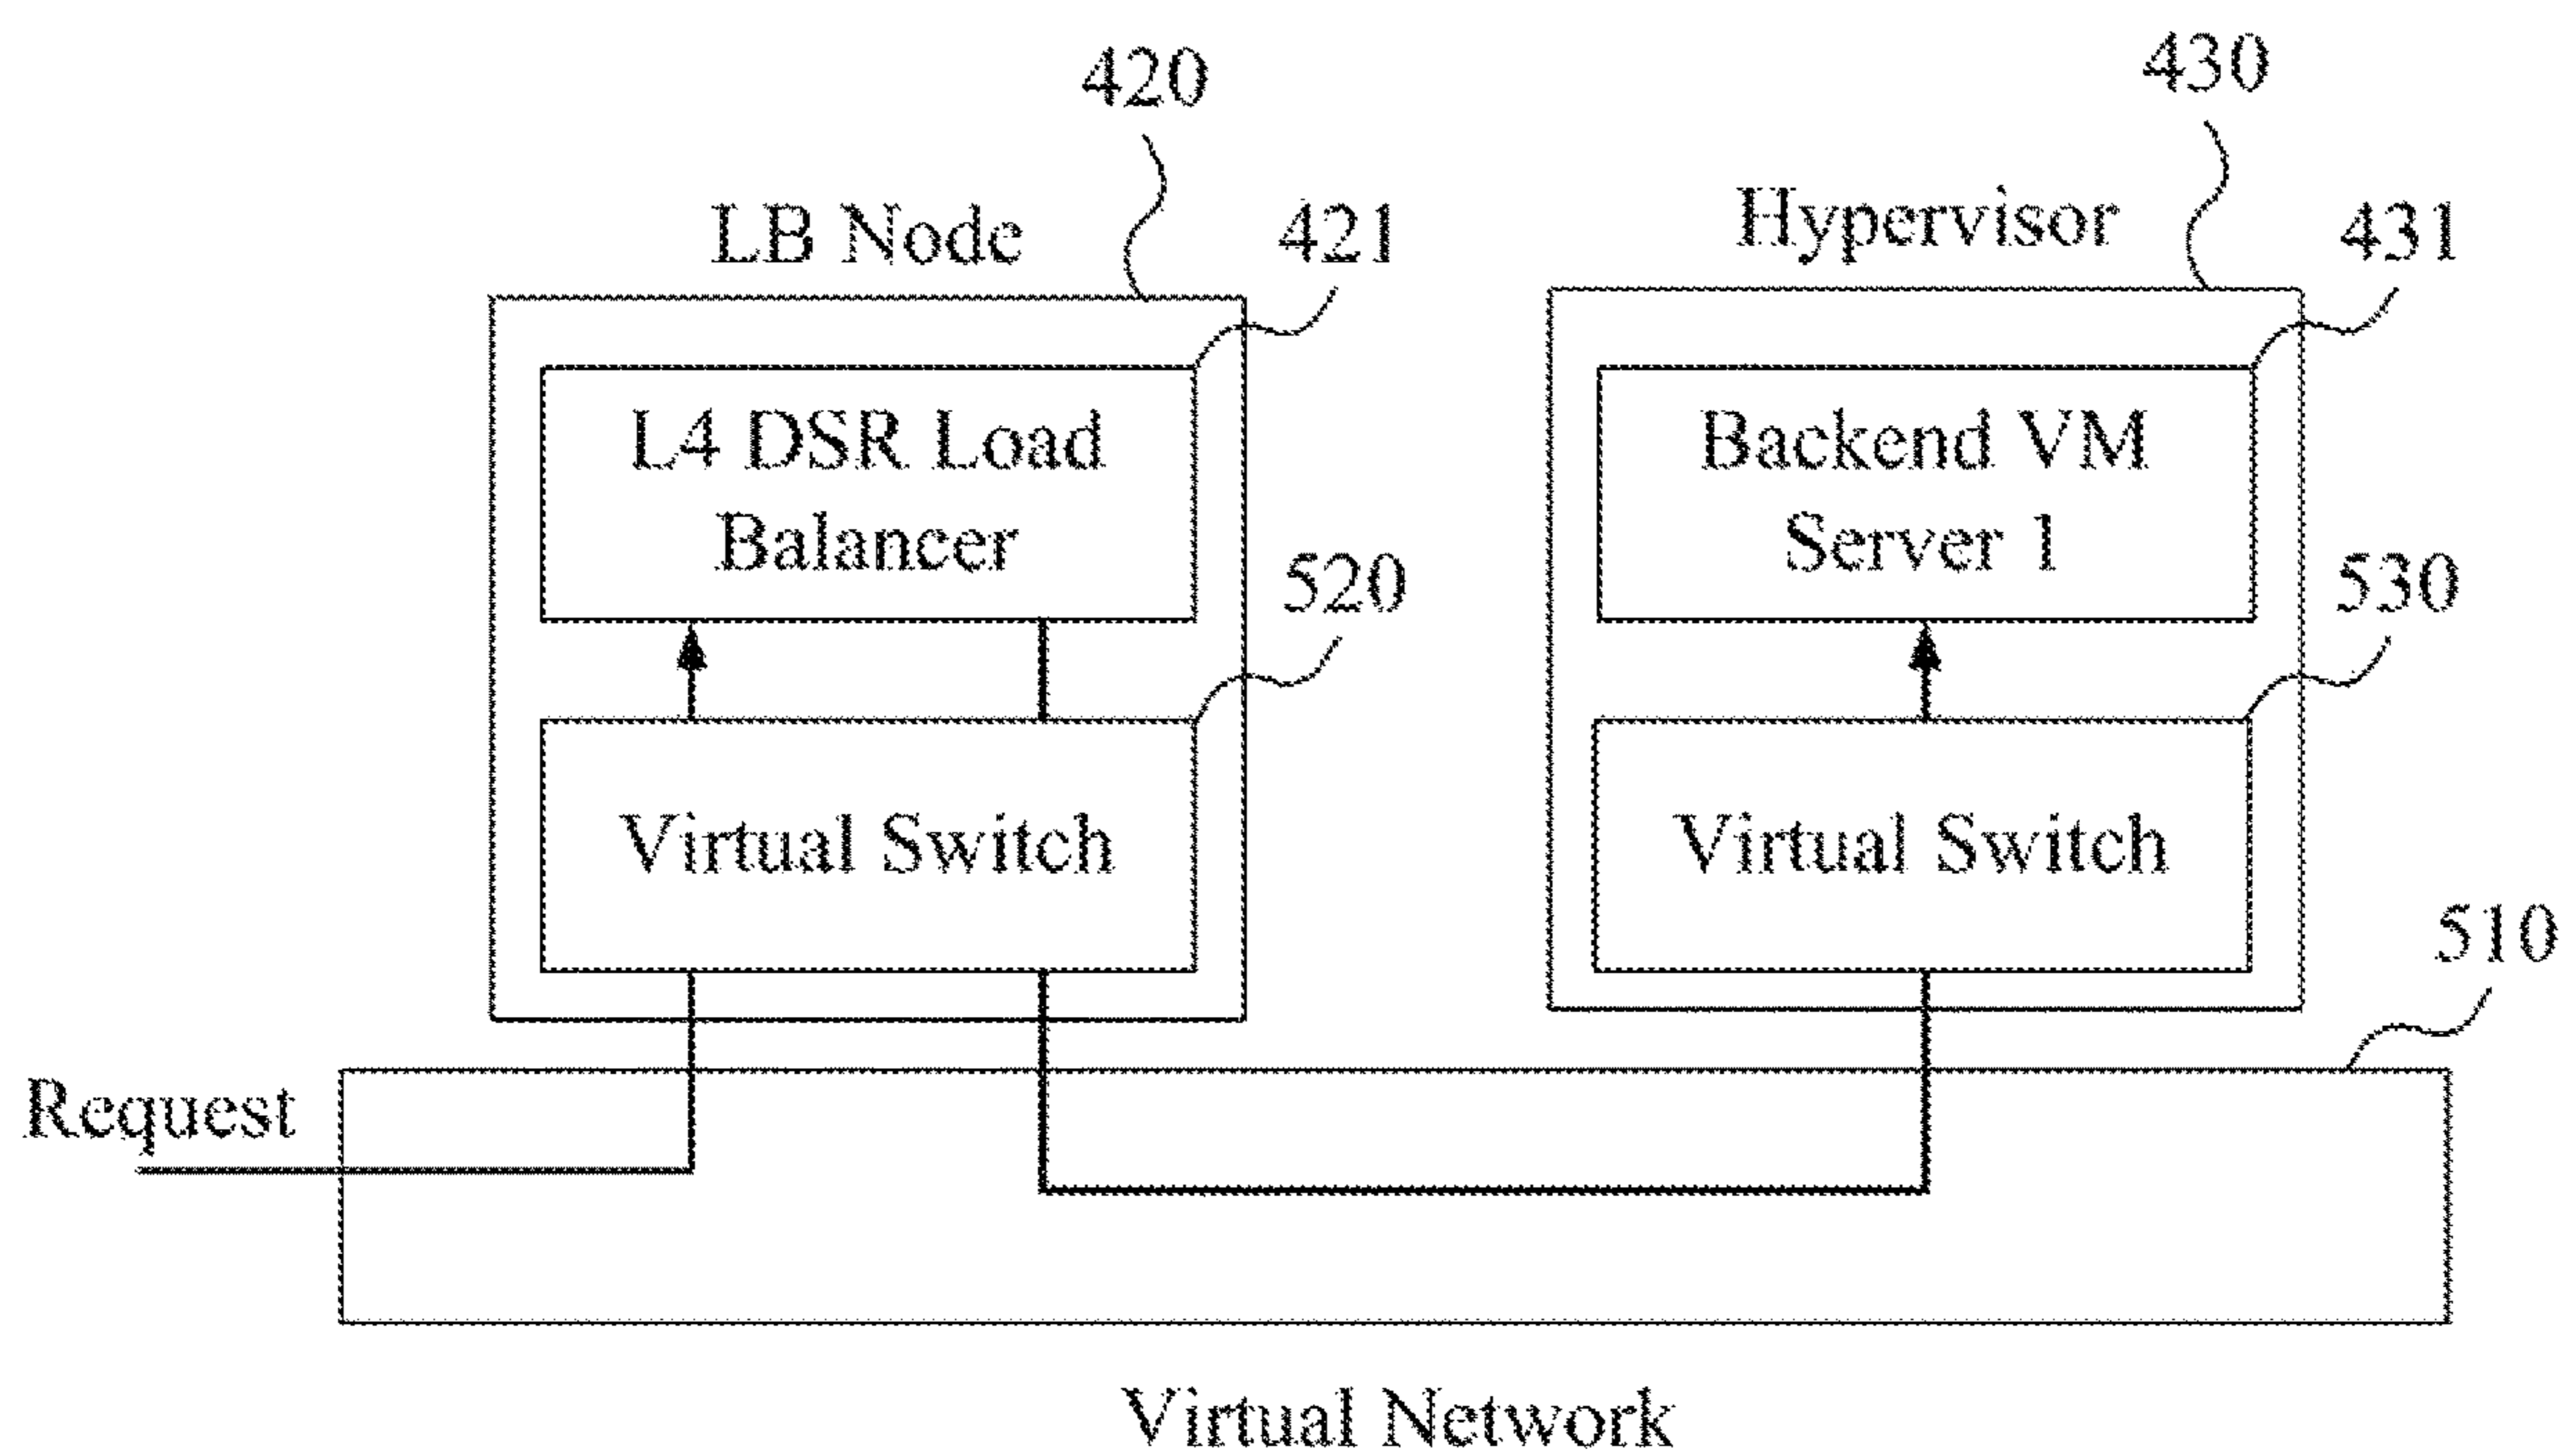 420
430
LB Node
Hypervisor
421
431
L4 DSR Load
Balancer
Backend VM
Server 1
520
530
Virtual Switch
Virtual Switch
510
Request
Virtual Network